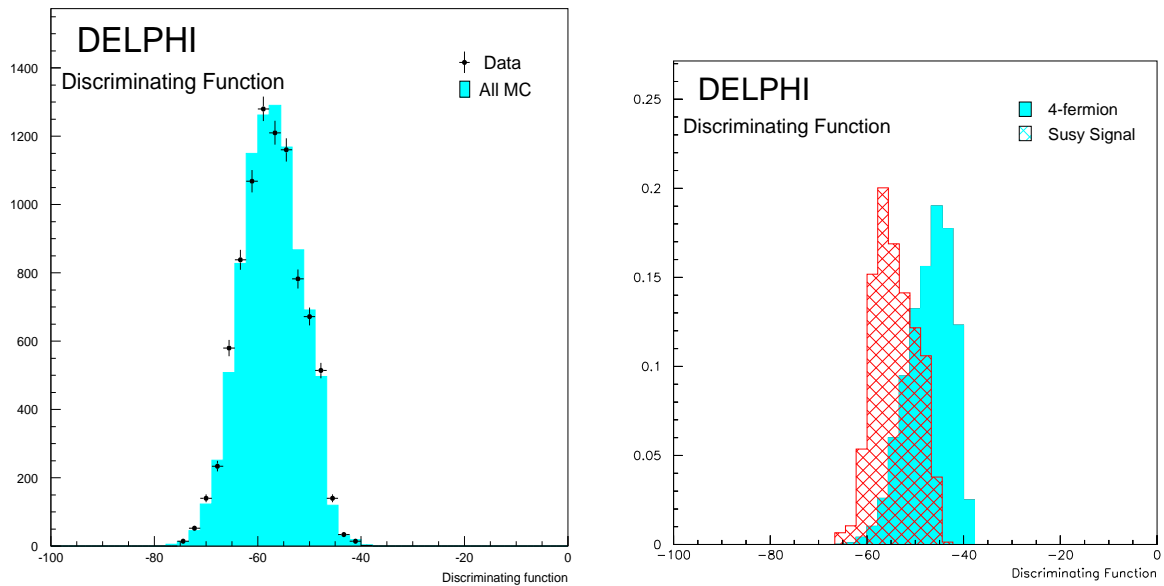 DELPHI
Discriminating Function
Data
All MC
1400
1200
1000
800
600
400
200
0
-100
-80
-60
-40
-20
0
Discriminating function
DELPHI
Discriminating Function
4-fermion
Susy Signal
0.25
0.2
0.15
0.1
0.05
0
-100
-80
-60
-40
-20
0
Discriminating Function